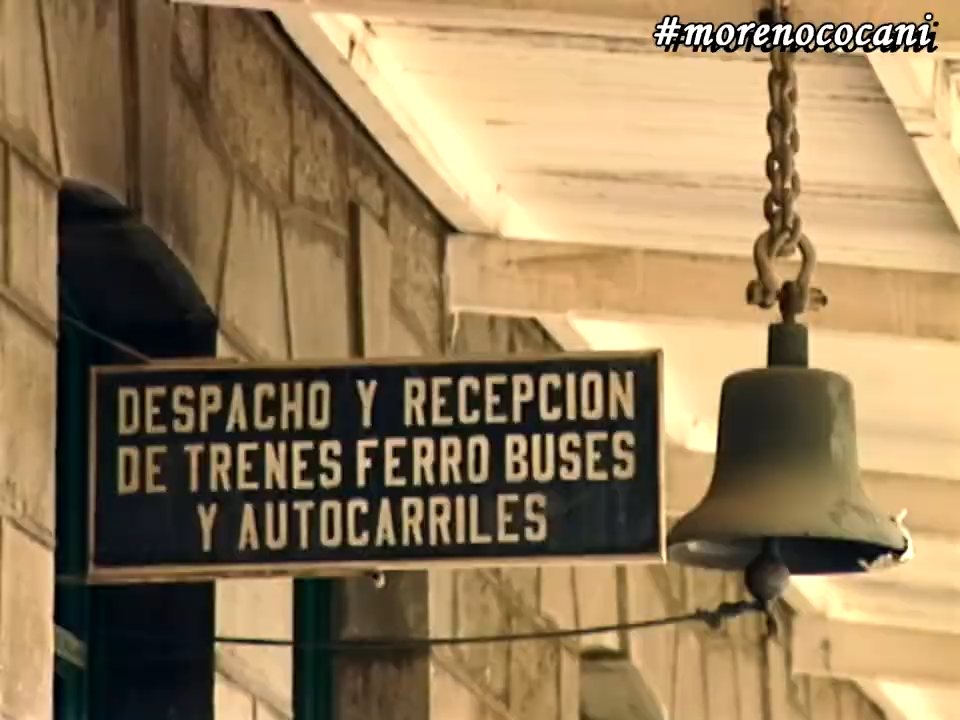 #morenococani
DESPACHO Y RECEPCION
DE TRENES FERRO BUSES
Y AUTOCARRILES